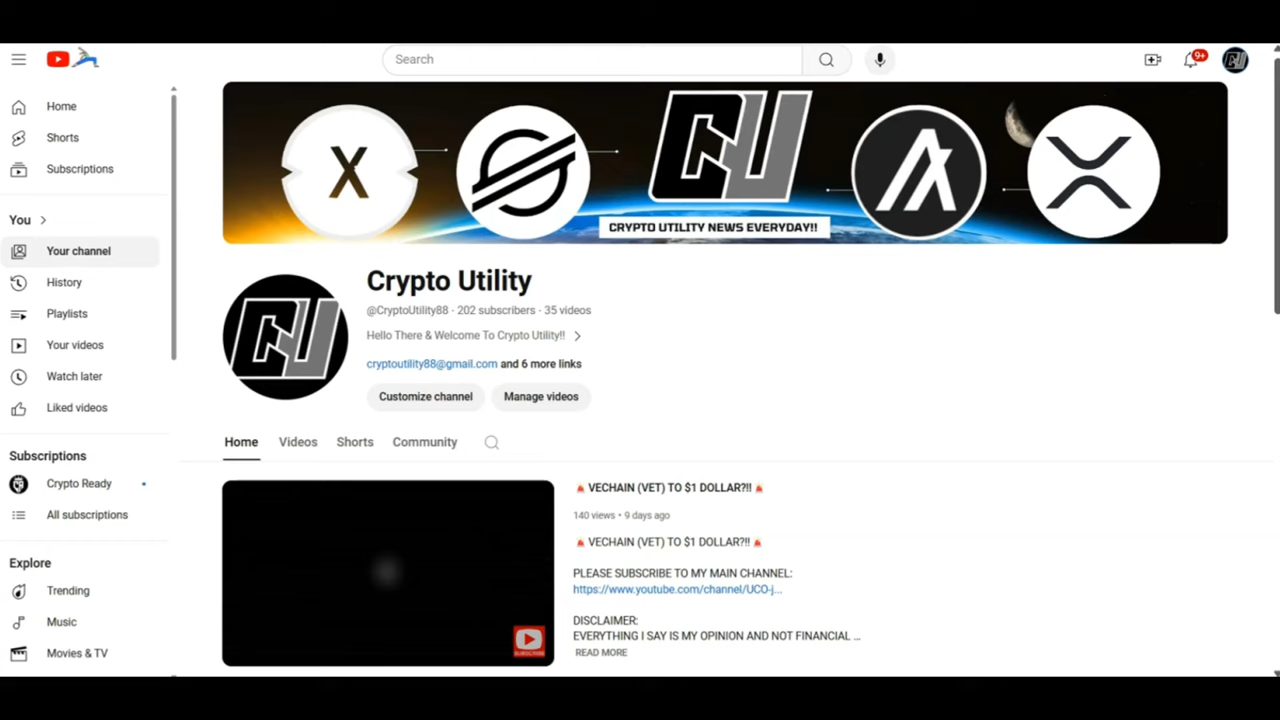 Search
9+
Home
Shorts
Subscriptions
You
Your channel
History
Playlists
Your videos
Watch later
Liked videos
Subscriptions
Crypto Ready
All subscriptions
Explore
Trending
Music
Movies & TV
CU
CRYPTO UTILITY NEWS EVERYDAY!!
CU
Crypto Utility
@CryptoUtility88 · 202 subscribers · 35 videos
Hello There & Welcome To Crypto Utility!!
cryptoutility88@gmail.com and 6 more links
Customize channel
Manage videos
Home
Videos
Shorts
Community
SUBSCRIBE
🚨 VECHAIN (VET) TO $1 DOLLAR?!! 🚨
140 views • 9 days ago
🚨 VECHAIN (VET) TO $1 DOLLAR?!! 🚨
PLEASE SUBSCRIBE TO MY MAIN CHANNEL:
https://www.youtube.com/channel/UCO-j...
DISCLAIMER:
EVERYTHING I SAY IS MY OPINION AND NOT FINANCIAL ...
READ MORE